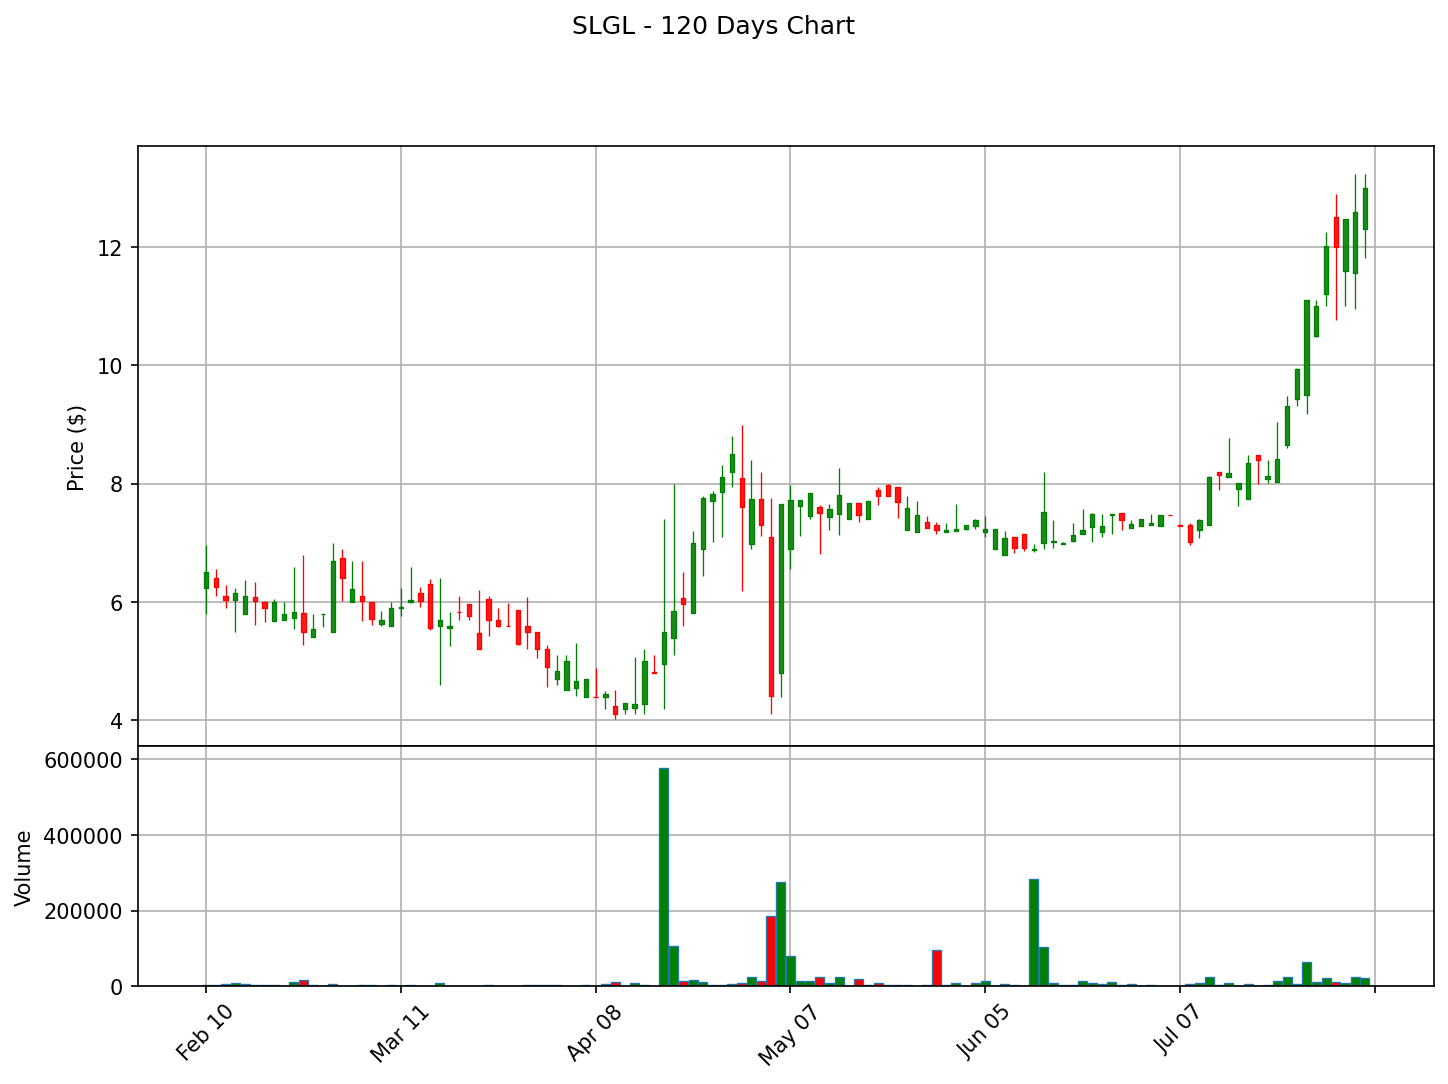 SLGL - 120 Days Chart
Price ($)
12
10
8
6
4
Volume
600000
400000
200000
0
Feb 10
Mar 11
Apr 08
May 07
Jun 05
Jul 07